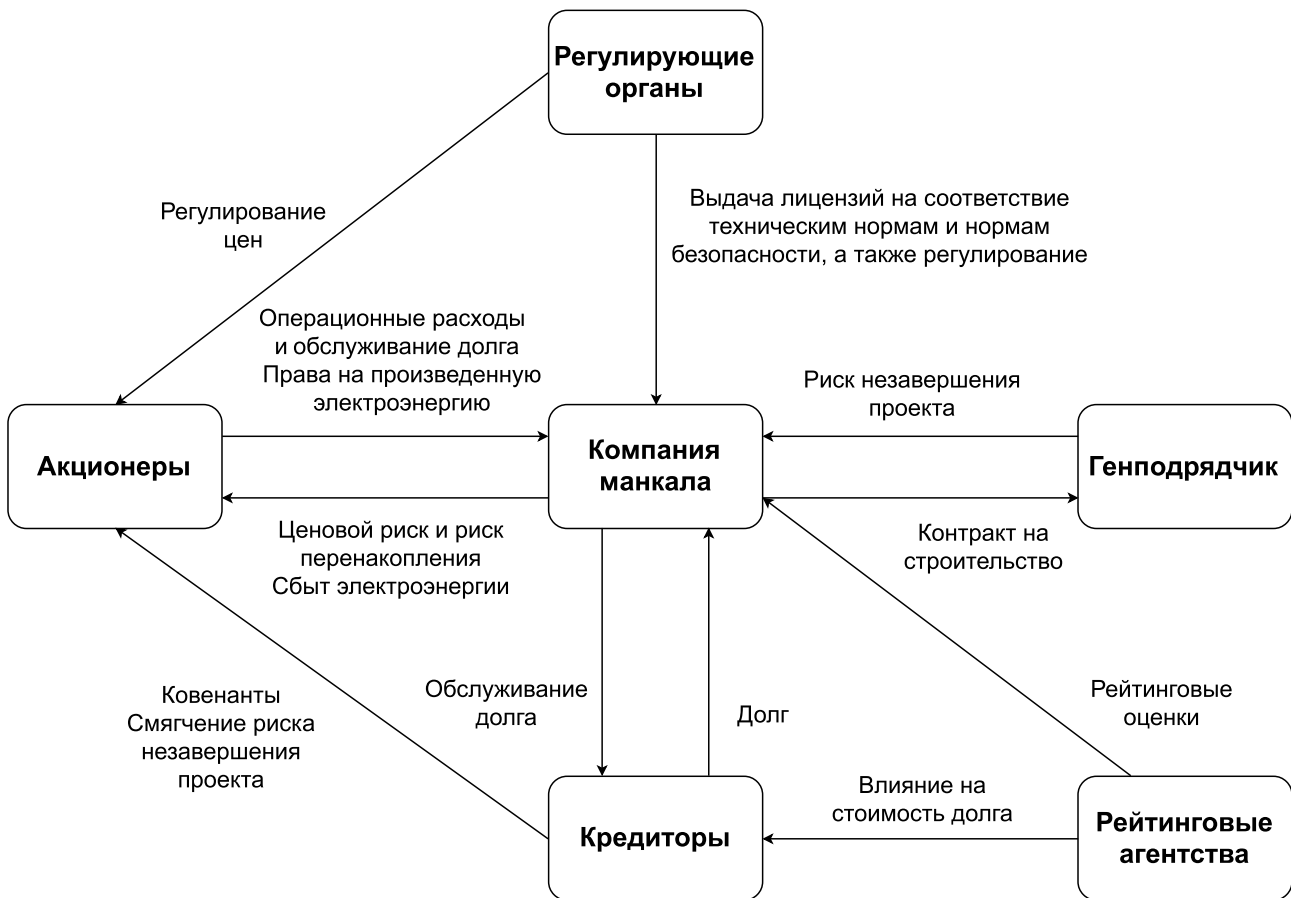 Регулирующие
органы
Регулирование
цен
Выдача лицензий на соответствие
техническим нормам и нормам
безопасности, а также регулирование
Операционные расходы
и обслуживание долга
Права на произведенную
электроэнергию
Риск незавершения
проекта
Акционеры
Компания
манкала
Генподрядчик
Ценовой риск и риск
перенакопления
Сбыт электроэнергии
Контракт на
строительство
Ковенанты
Смягчение риска
незавершения
проекта
Обслуживание
долга
Долг
Рейтинговые
оценки
Влияние на
стоимость долга
Кредиторы
Рейтинговые
агентства